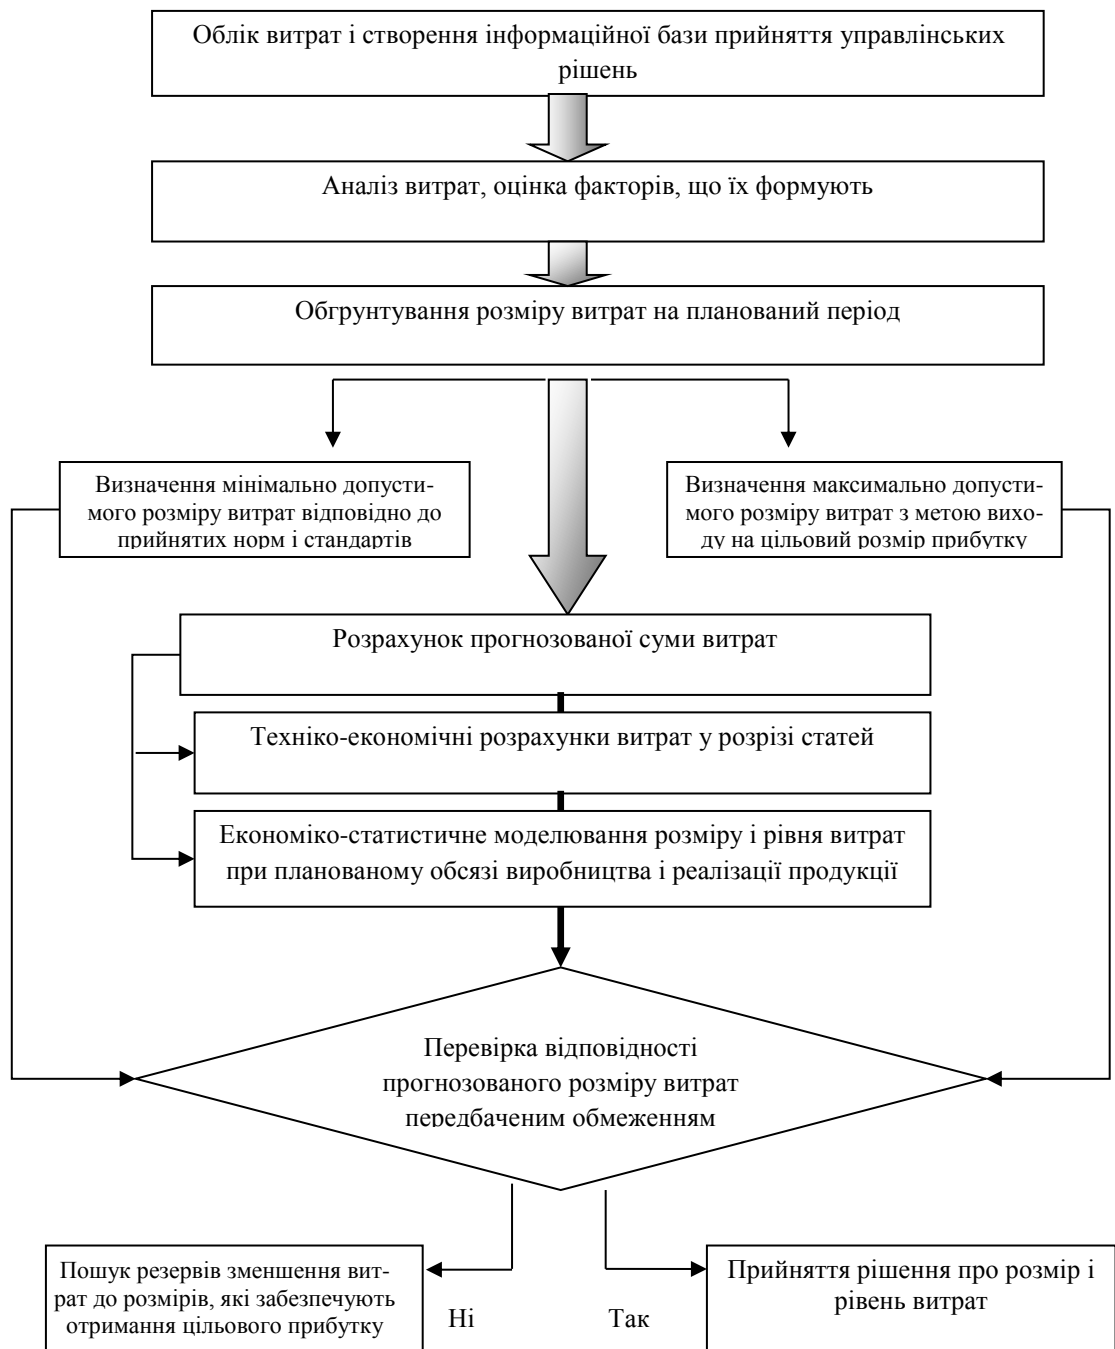 Облік витрат і створення інформаційної бази прийняття управлінських
рішень
Аналіз витрат, оцінка факторів, що їх формують
Обгрунтування розміру витрат на планований період
Визначення мінімально допусти-
мого розміру витрат відповідно до
прийнятих норм і стандартів
Визначення максимально допусти-
мого розміру витрат з метою вихо-
ду на цільовий розмір прибутку
Розрахунок прогнозованої суми витрат
Техніко-економічні розрахунки витрат у розрізі статей
Економіко-статистичне моделювання розміру і рівня витрат
при планованому обсязі виробництва і реалізації продукції
Перевірка відповідності
прогнозованого розміру витрат
передбаченим обмеженням
Пошук резервів зменшення вит-
рат до розмірів, які забезпечують
отримання цільового прибутку
Ні
Так
Прийняття рішення про розмір і
рівень витрат